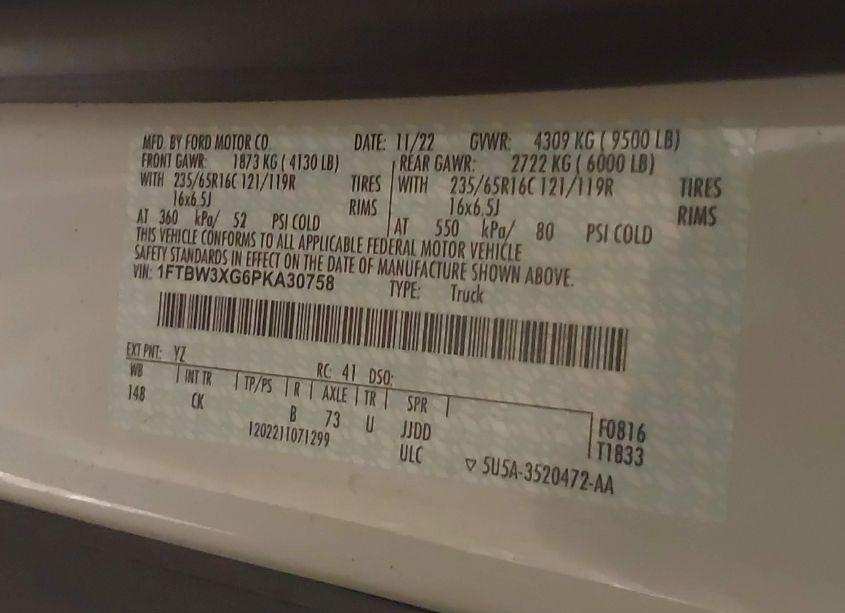 MFD. BY FORD MOTOR CO. DATE: 11/22 GVWR: 4309 KG ( 9500 LB)
FRONT GAWR: 1873 KG ( 4130 LB) REAR GAWR: 2722 KG ( 6000 LB)
WITH 235/65R16C 121/119R TIRES WITH 235/65R16C 121/119R TIRES
16x6.5J RIMS 16x6.5J RIMS
AT 360 kPa/ 52 PSI COLD AT 550 kPa/ 80 PSI COLD
THIS VEHICLE CONFORMS TO ALL APPLICABLE FEDERAL MOTOR VEHICLE
SAFETY STANDARDS IN EFFECT ON THE DATE OF MANUFACTURE SHOWN ABOVE.
VIN: 1FTBW3XG6PKA30758 TYPE: Truck
EXT PNT: YZ RC: 41 DSO:
WB INT TR TP/PS R AXLE TR SPR
148 CK B 73 U JJDD F0816
1202211071299 ULC T1833
5U5A-3520472-AA